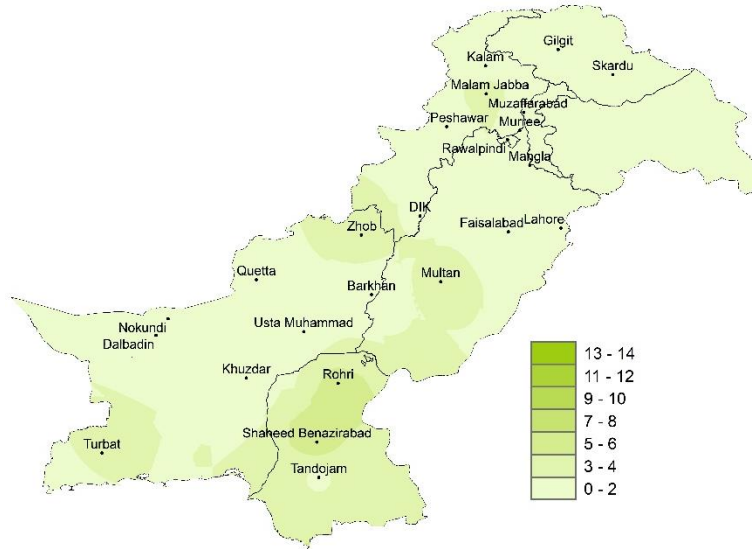 Gilgit
Kalam
Skardu
Malam Jabba
Muzaffarabad
Peshawar
Murree
Rawalpindi
Mangla
DIK
Zhob
Faisalabad
Lahore
Quetta
Multan
Barkhan
Nokundi
Usta Muhammad
Dalbadin
Khuzdar
Rohri
Turbat
Shaheed Benazirabad
Tandojam
13 - 14
11 - 12
9 - 10
7 - 8
5 - 6
3 - 4
0 - 2